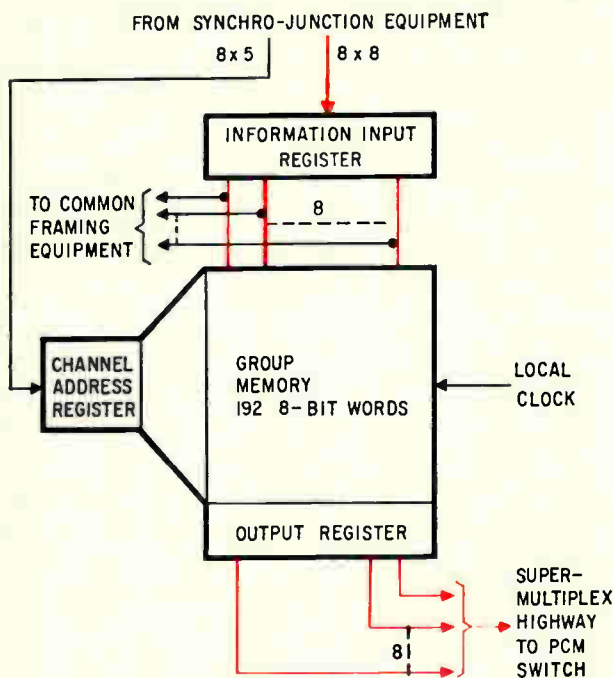 FROM SYNCHRO-JUNCTION EQUIPMENT
8x5
8x8
INFORMATION INPUT
REGISTER
TO COMMON
FRAMING
EQUIPMENT
8
CHANNEL
ADDRESS
REGISTER
GROUP
MEMORY
192 8-BIT WORDS
LOCAL
CLOCK
OUTPUT REGISTER
8
SUPER-
MULTIPLEX
HIGHWAY
TO PCM
SWITCH